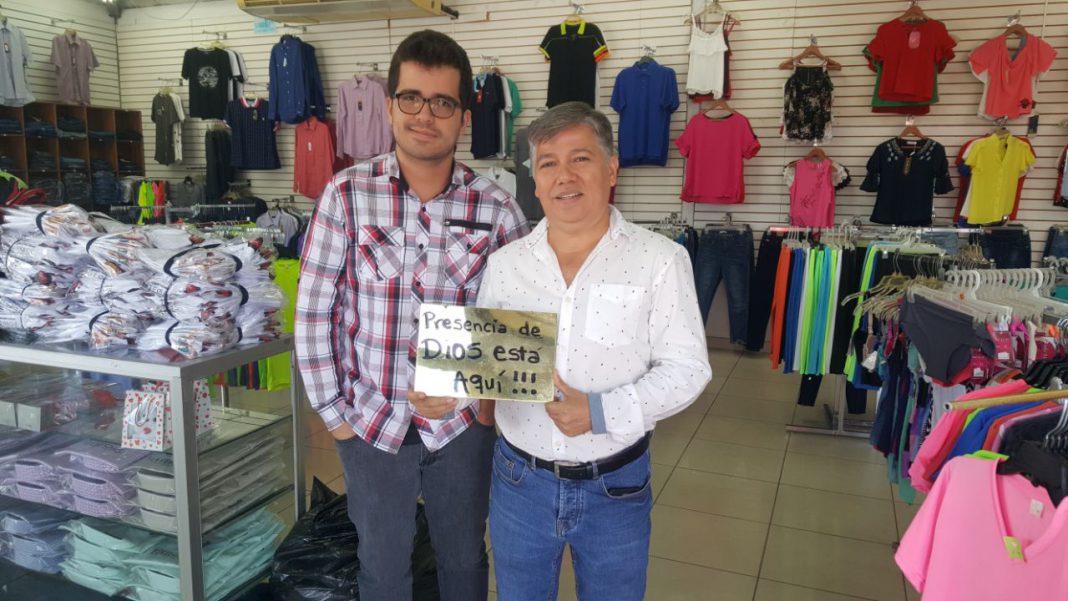 Presencia de
Dios esta
Aquí !!!